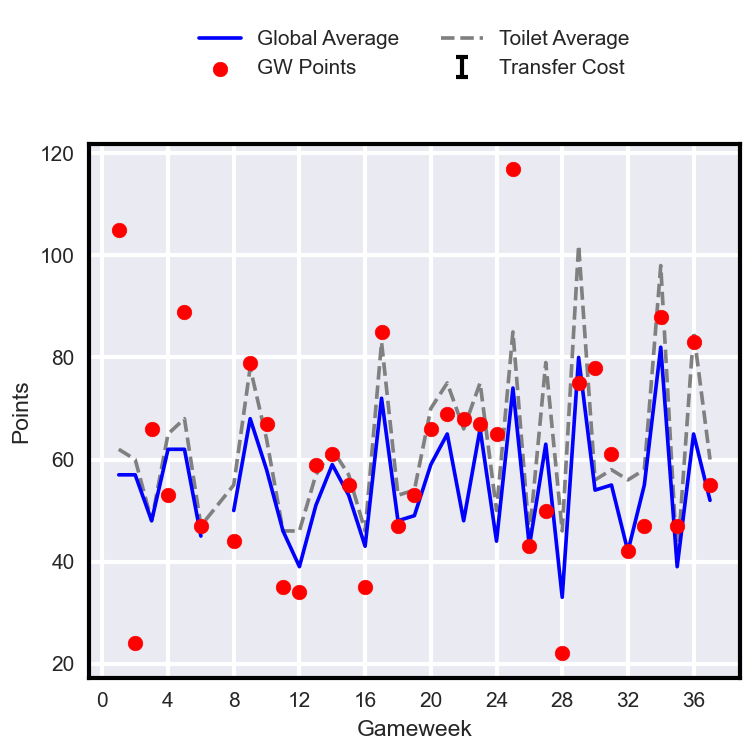 Global Average
GW Points
Toilet Average
Transfer Cost
120
100
80
60
40
20
Points
0 4 8 12 16 20 24 28 32 36
Gameweek